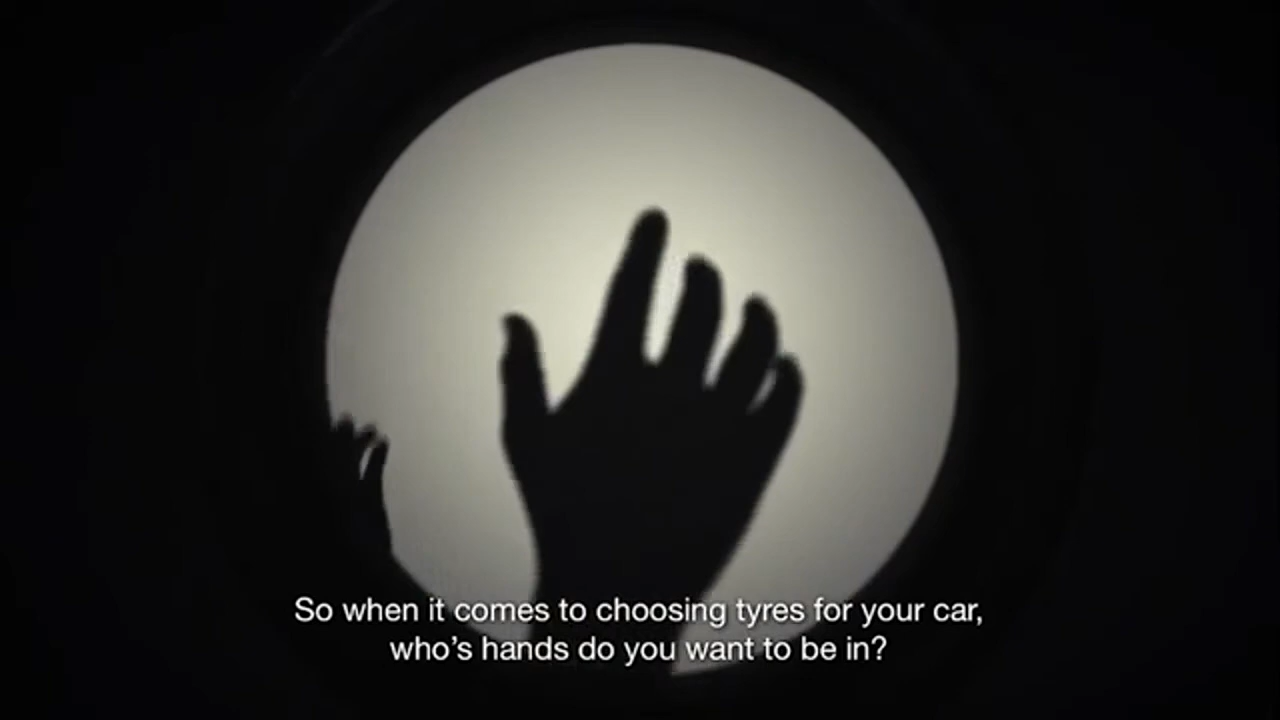 So when it comes to choosing tyres for your car,
who's hands do you want to be in?